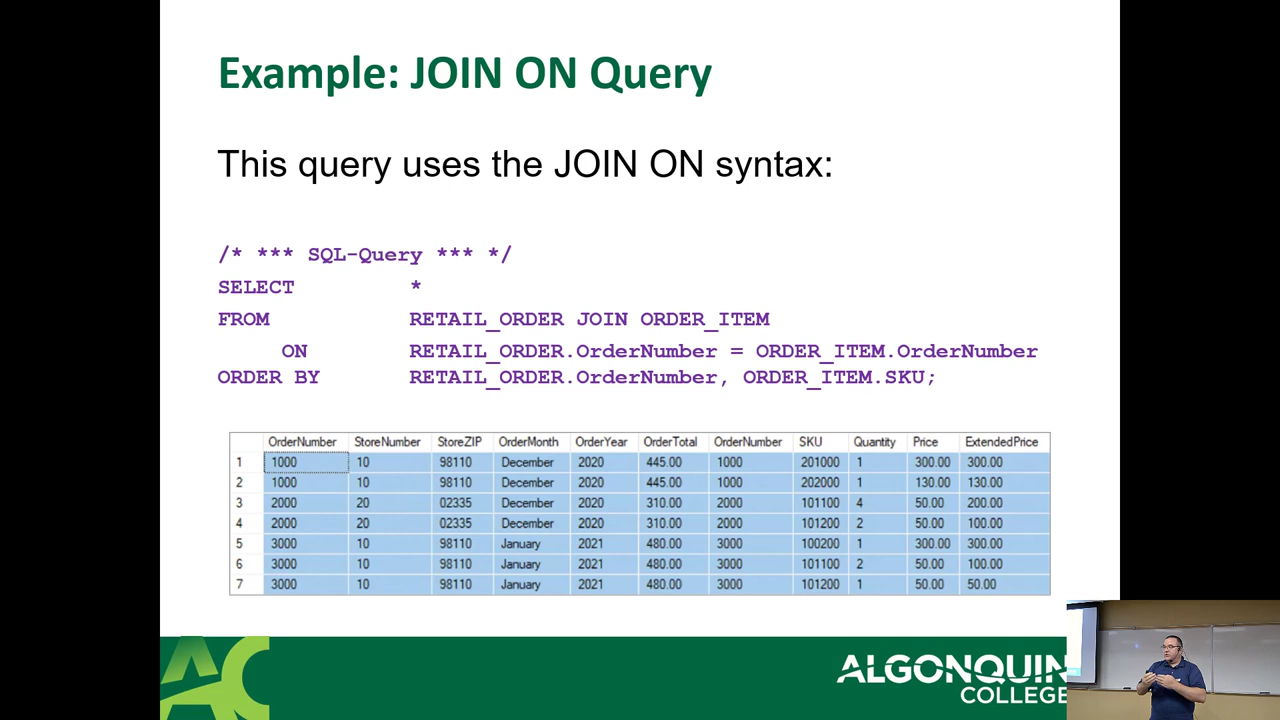 Example: JOIN ON Query
This query uses the JOIN ON syntax:
/* *** SQL-Query *** */
SELECT *
FROM RETAIL_ORDER JOIN ORDER_ITEM
ON RETAIL_ORDER.OrderNumber = ORDER_ITEM.OrderNumber
ORDER BY RETAIL_ORDER.OrderNumber, ORDER_ITEM.SKU;
OrderNumber StoreNumber StoreZIP OrderMonth OrderYear OrderTotal OrderNumber SKU Quantity Price ExtendedPrice
1 1000 10 98110 December 2020 445.00 1000 201000 1 300.00 300.00
2 1000 10 98110 December 2020 445.00 1000 202000 1 130.00 130.00
3 2000 20 02335 December 2020 310.00 2000 101100 4 50.00 200.00
4 2000 20 02335 December 2020 310.00 2000 101200 2 50.00 100.00
5 3000 10 98110 January 2021 480.00 3000 100200 1 300.00 300.00
6 3000 10 98110 January 2021 480.00 3000 101100 2 50.00 100.00
7 3000 10 98110 January 2021 480.00 3000 101200 1 50.00 50.00
AC
ALGONQUIN
COLLEGE